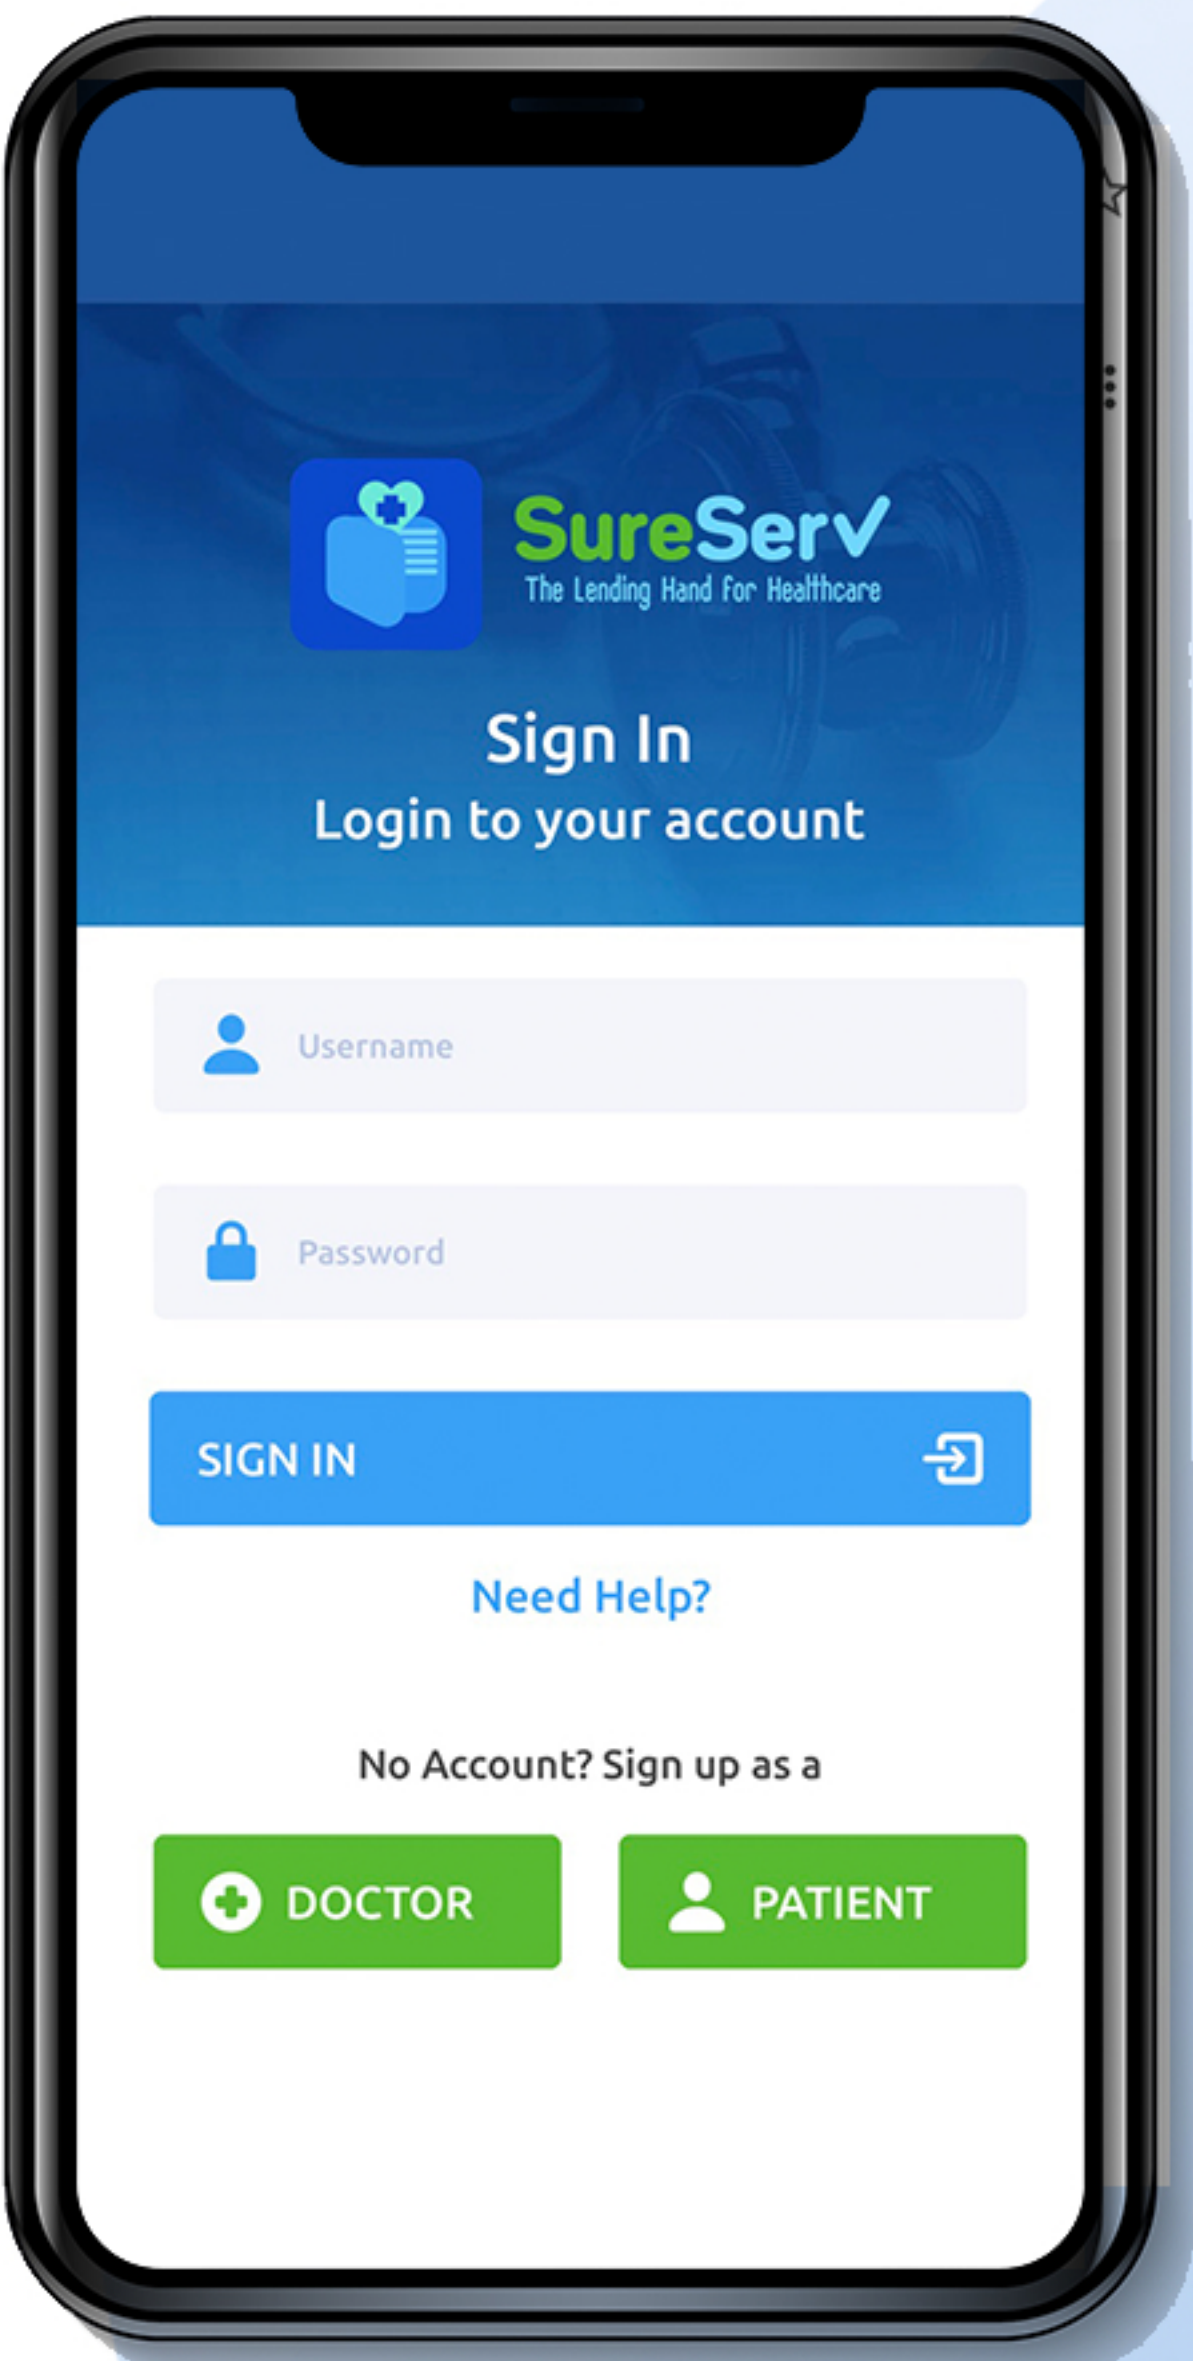 SureServ
The Lending Hand for Healthcare
Sign In
Login to your account
Username
Password
SIGN IN
Need Help?
No Account? Sign up as a
DOCTOR
PATIENT